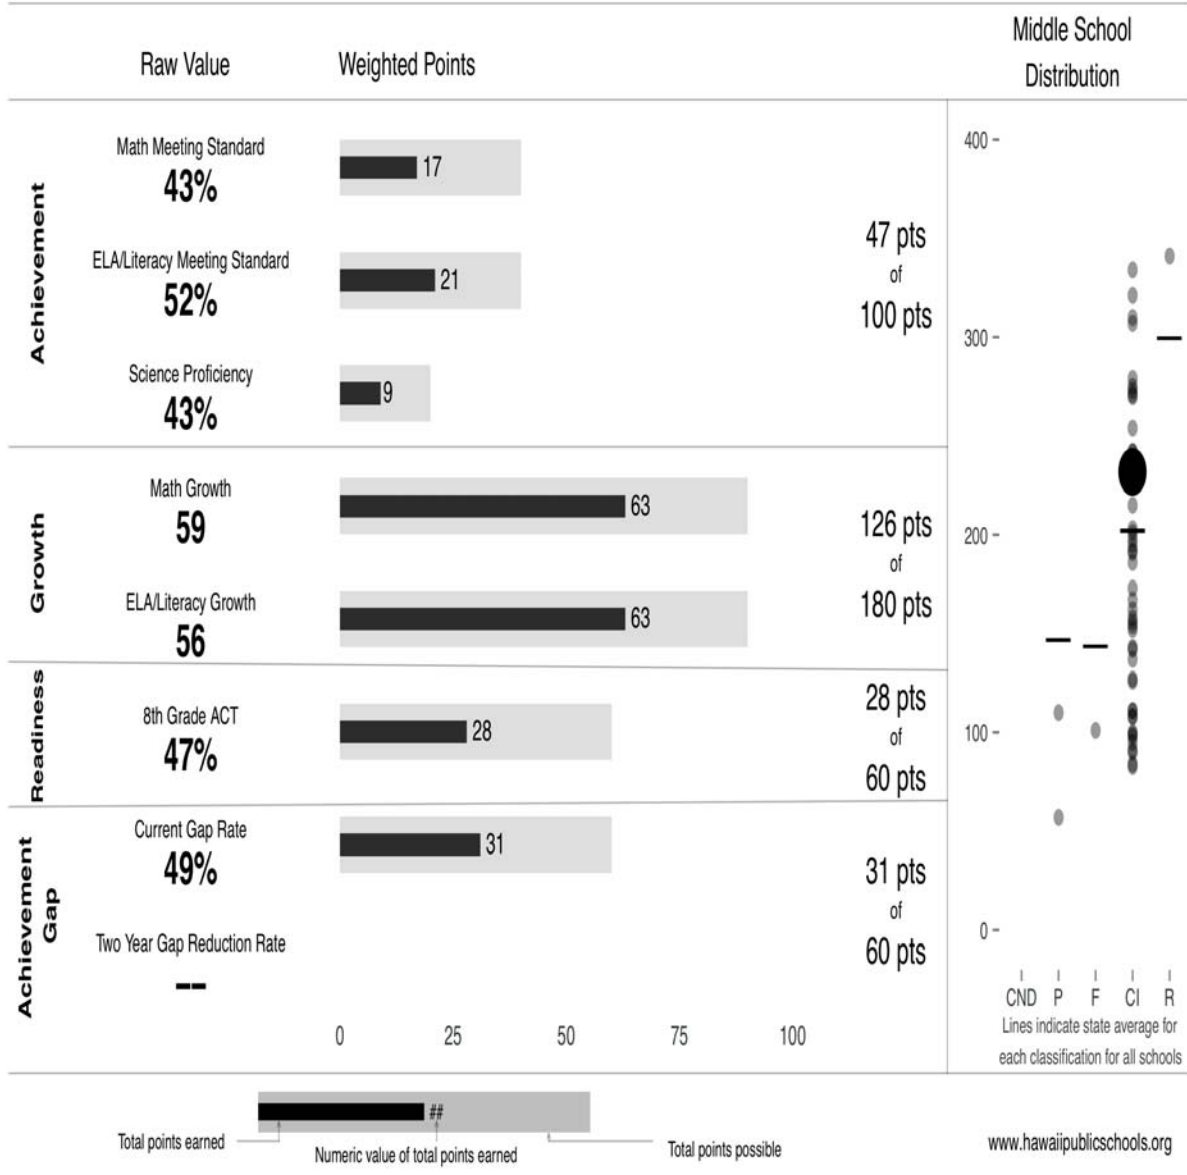 Raw Value
Weighted Points
Middle School
Distribution
Achievement
Math Meeting Standard
43%
17
ELA/Literacy Meeting Standard
52%
21
Science Proficiency
43%
9
47 pts
of
100 pts
Growth
Math Growth
59
63
ELA/Literacy Growth
56
63
126 pts
of
180 pts
Readiness
8th Grade ACT
47%
28
28 pts
of
60 pts
Achievement
Gap
Current Gap Rate
49%
31
Two Year Gap Reduction Rate
--
31 pts
of
60 pts
0 25 50 75 100
400
300
200
100
0
CND P F CI R
Lines indicate state average for
each classification for all schools
##
Total points earned
Numeric value of total points earned
Total points possible
www.hawaiipublicschools.org